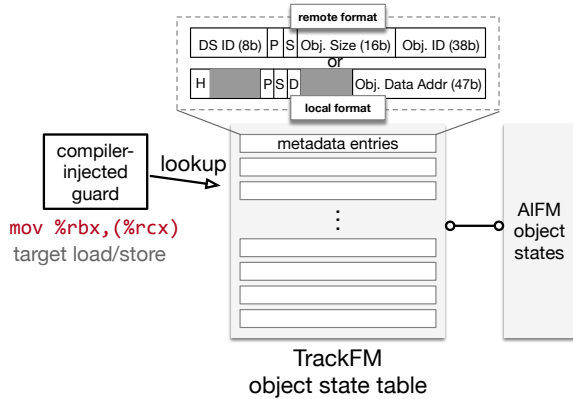 remote format
DS ID (8b) P S Obj. Size (16b) Obj. ID (38b)
or
H P S D Obj. Data Addr (47b)
local format
metadata entries
compiler-
injected
guard
lookup
mov %rbx,(%rcx)
target load/store
⋮
AIFM
object
states
TrackFM
object state table